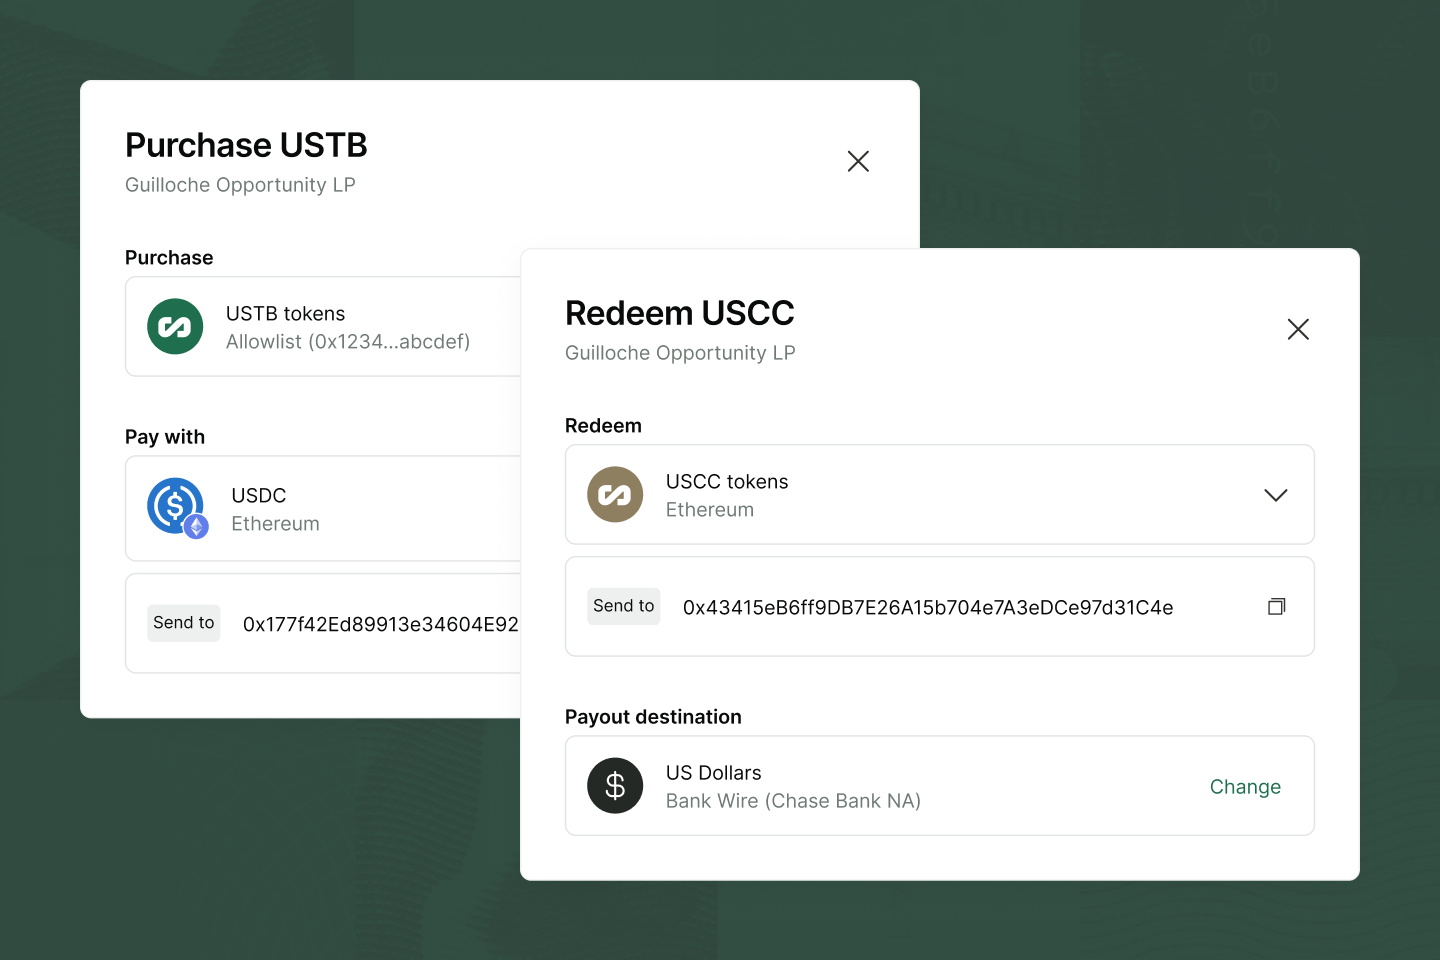 Purchase USTB
Guilloche Opportunity LP
Purchase
USTB tokens
Allowlist (0x1234...abcdef)
Pay with
USDC
Ethereum
Send to 0x177f42Ed89913e34604E92
Redeem USCC
Guilloche Opportunity LP
Redeem
USCC tokens
Ethereum
Send to 0x43415eB6ff9DB7E26A15b704e7A3eDCe97d31C4e
Payout destination
US Dollars
Bank Wire (Chase Bank NA)
Change